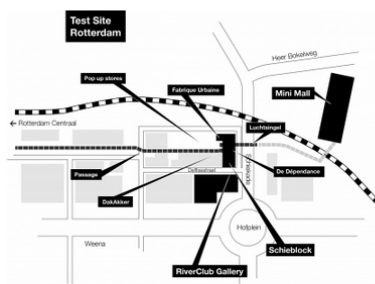 Test Site
Rotterdam
Heer Bokelweg
Pop up stores
Fabrique Urbaine
Mini Mall
← Rotterdam Centraal
Luchtsingel
Passage
Delftsestraat
De Dépendance
DakAkker
Schiekade
Hofplein
Weena
Schieblock
RiverClub Gallery